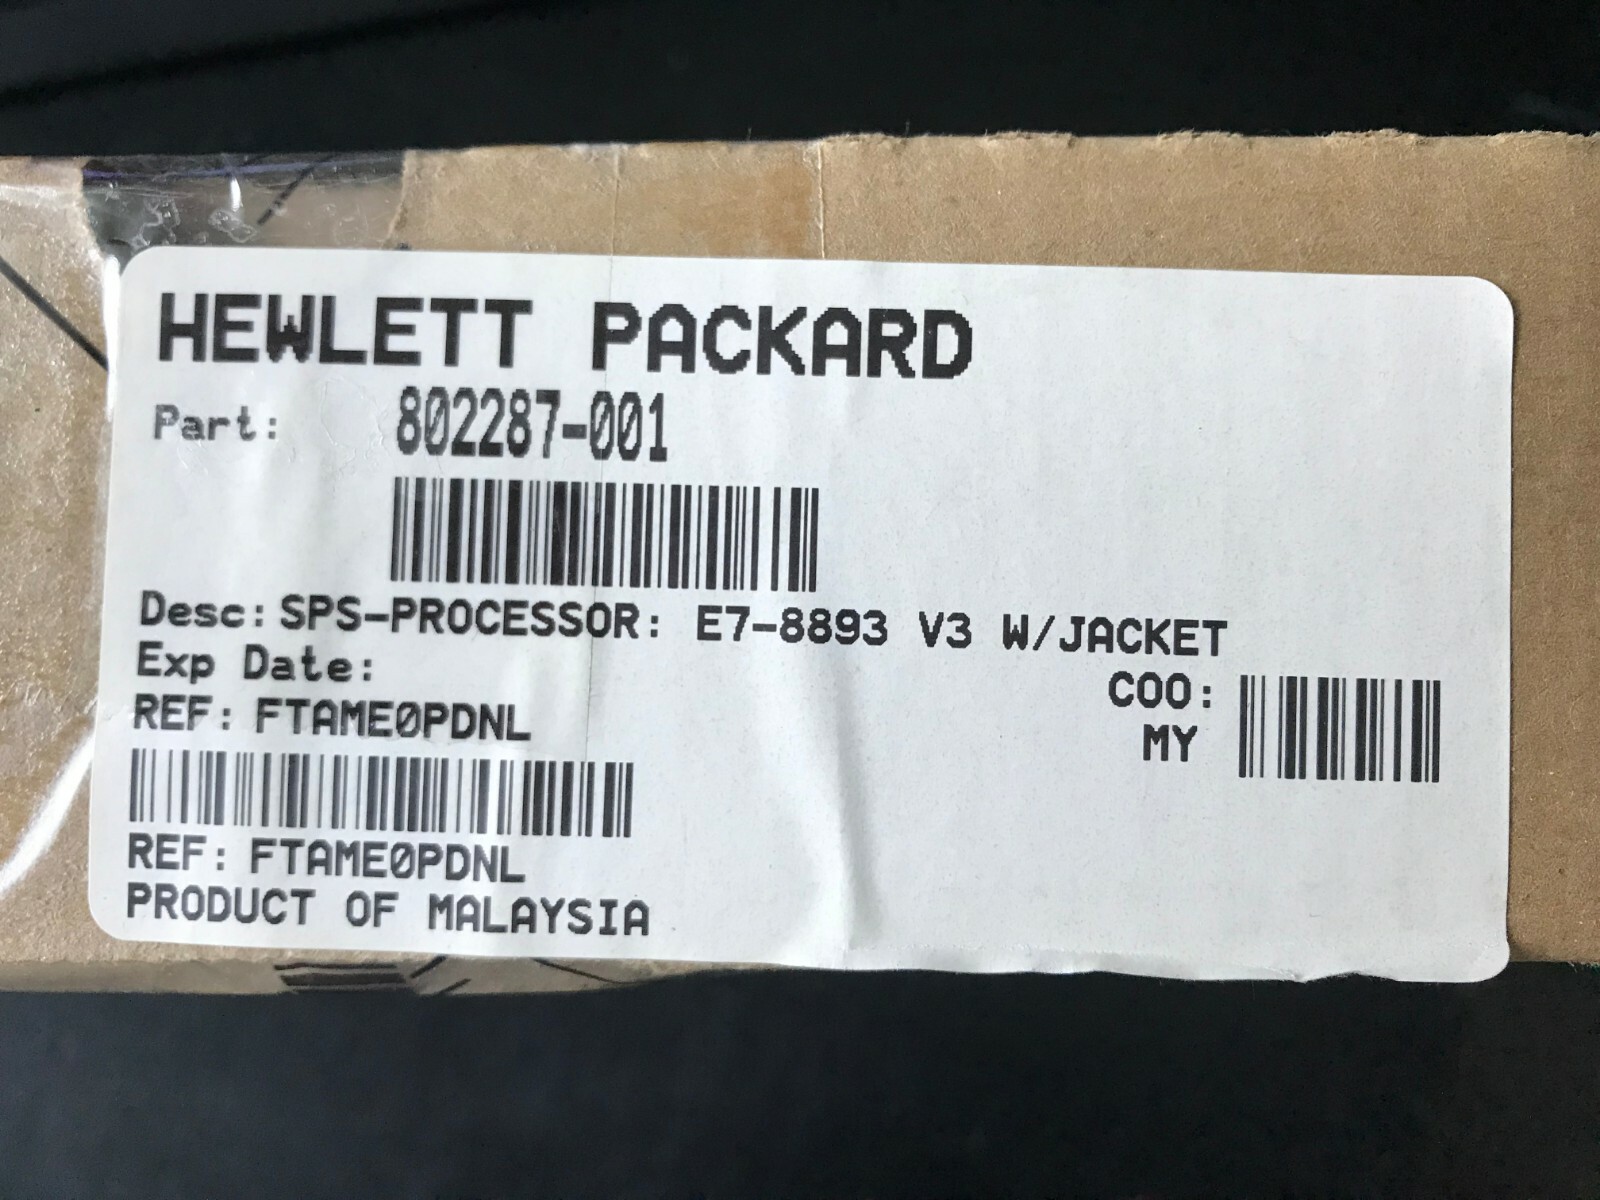 HEWLETT PACKARD
Part: 802287-001
Desc: SPS-PROCESSOR: E7-8893 V3 W/JACKET
Exp Date:
COO:
REF: FTAME0PDNL
MY
REF: FTAME0PDNL
PRODUCT OF MALAYSIA